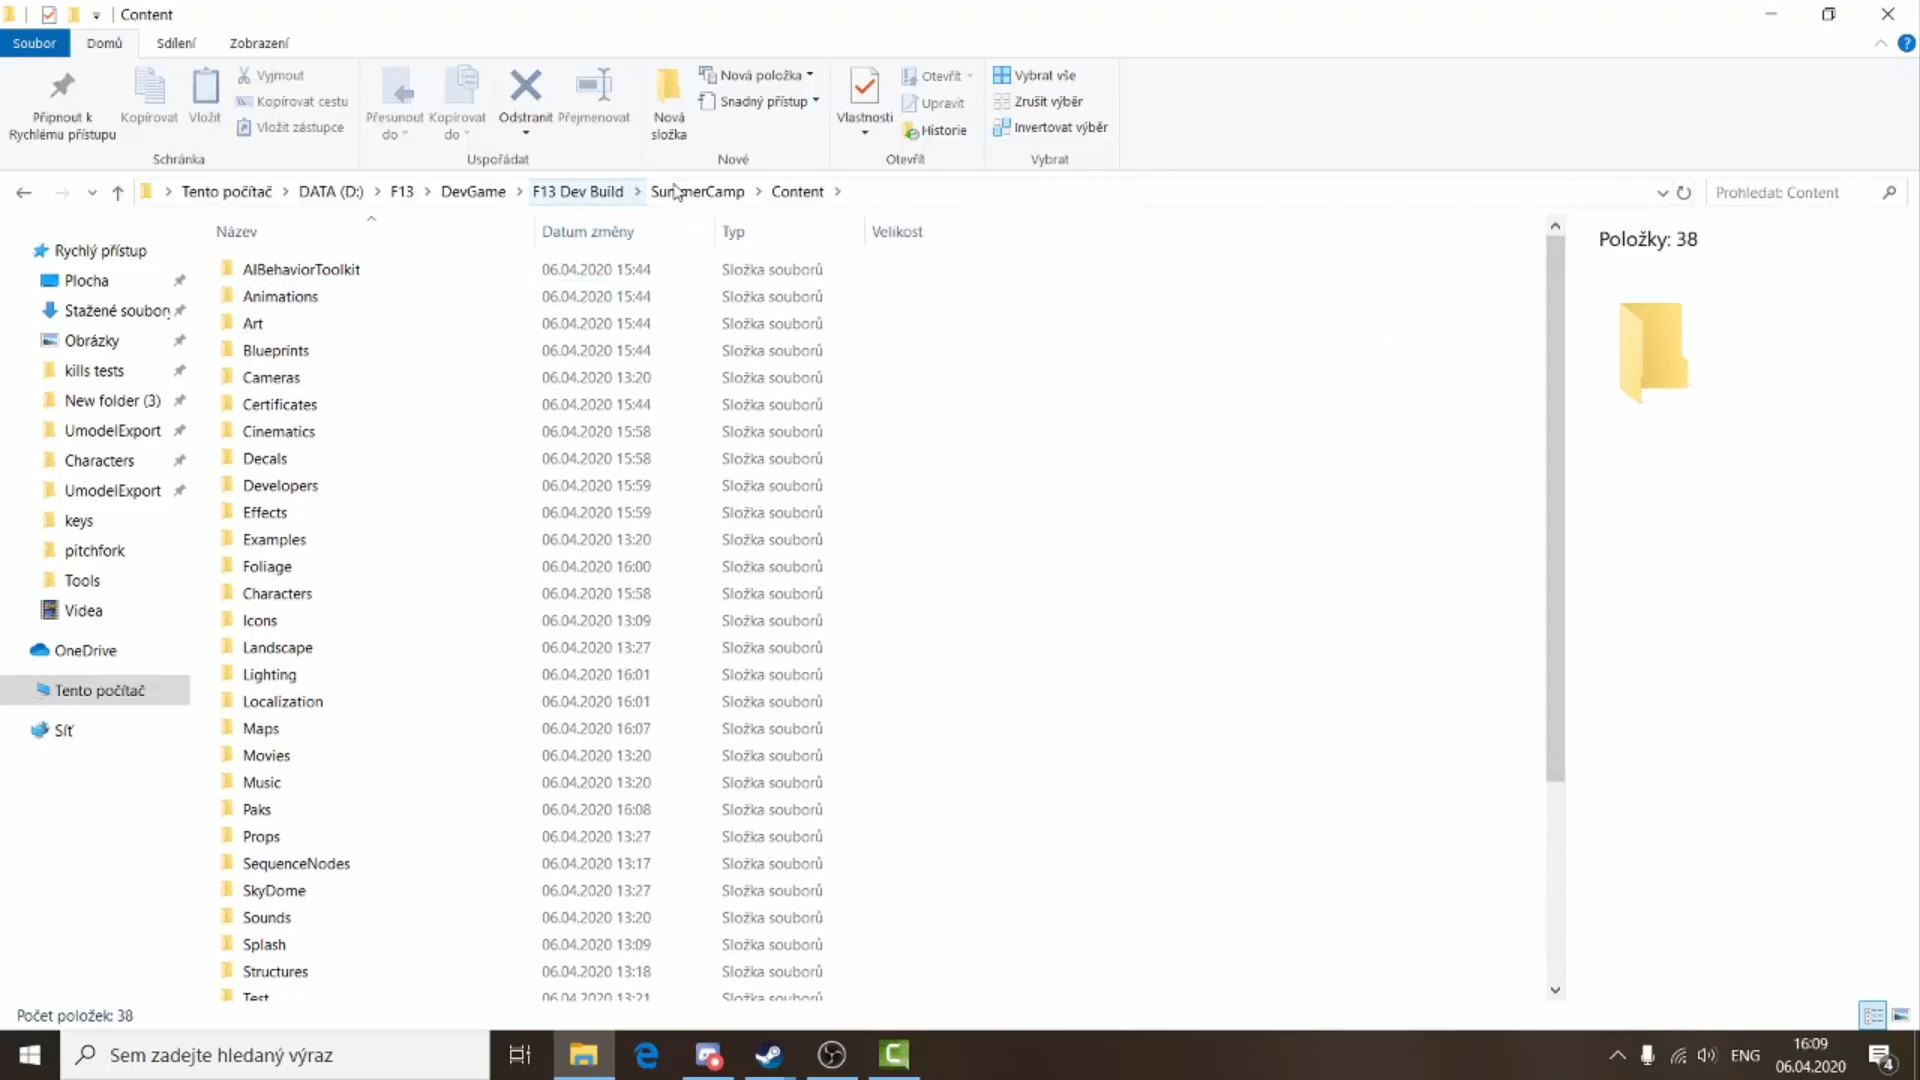 Content
Soubor Domů Sdílení Zobrazení
Připnout k Rychlému přístupu
Kopírovat
Vložit
Vyjmout
Kopírovat cestu
Vložit zástupce
Schránka
Přesunout do
Kopírovat do
Odstranit
Přejmenovat
Uspořádat
Nová složka
Nová položka
Snadný přístup
Nové
Vlastnosti
Otevřít
Upravit
Historie
Otevřít
Vybrat vše
Zrušit výběr
Invertovat výběr
Vybrat
Tento počítač DATA (D:) F13 DevGame F13 Dev Build SummerCamp Content
Prohledat: Content
Rychlý přístup
Plocha
Stažené soubory
Obrázky
kills tests
New folder (3)
UmodelExport
Characters
UmodelExport
keys
pitchfork
Tools
Videa
OneDrive
Tento počítač
Síť
Název Datum změny Typ Velikost
AIBehaviorToolkit 06.04.2020 15:44 Složka souborů
Animations 06.04.2020 15:44 Složka souborů
Art 06.04.2020 15:44 Složka souborů
Blueprints 06.04.2020 15:44 Složka souborů
Cameras 06.04.2020 13:20 Složka souborů
Certificates 06.04.2020 15:44 Složka souborů
Cinematics 06.04.2020 15:58 Složka souborů
Decals 06.04.2020 15:58 Složka souborů
Developers 06.04.2020 15:59 Složka souborů
Effects 06.04.2020 15:59 Složka souborů
Examples 06.04.2020 13:20 Složka souborů
Foliage 06.04.2020 16:00 Složka souborů
Characters 06.04.2020 15:58 Složka souborů
Icons 06.04.2020 13:09 Složka souborů
Landscape 06.04.2020 13:27 Složka souborů
Lighting 06.04.2020 16:01 Složka souborů
Localization 06.04.2020 16:01 Složka souborů
Maps 06.04.2020 16:07 Složka souborů
Movies 06.04.2020 13:20 Složka souborů
Music 06.04.2020 13:20 Složka souborů
Paks 06.04.2020 16:08 Složka souborů
Props 06.04.2020 13:27 Složka souborů
SequenceNodes 06.04.2020 13:17 Složka souborů
SkyDome 06.04.2020 13:27 Složka souborů
Sounds 06.04.2020 13:20 Složka souborů
Splash 06.04.2020 13:09 Složka souborů
Structures 06.04.2020 13:18 Složka souborů
Test 06.04.2020 13:21 Složka souborů
Položky: 38
Počet položek: 38
Sem zadejte hledaný výraz
ENG
16:09
06.04.2020
4